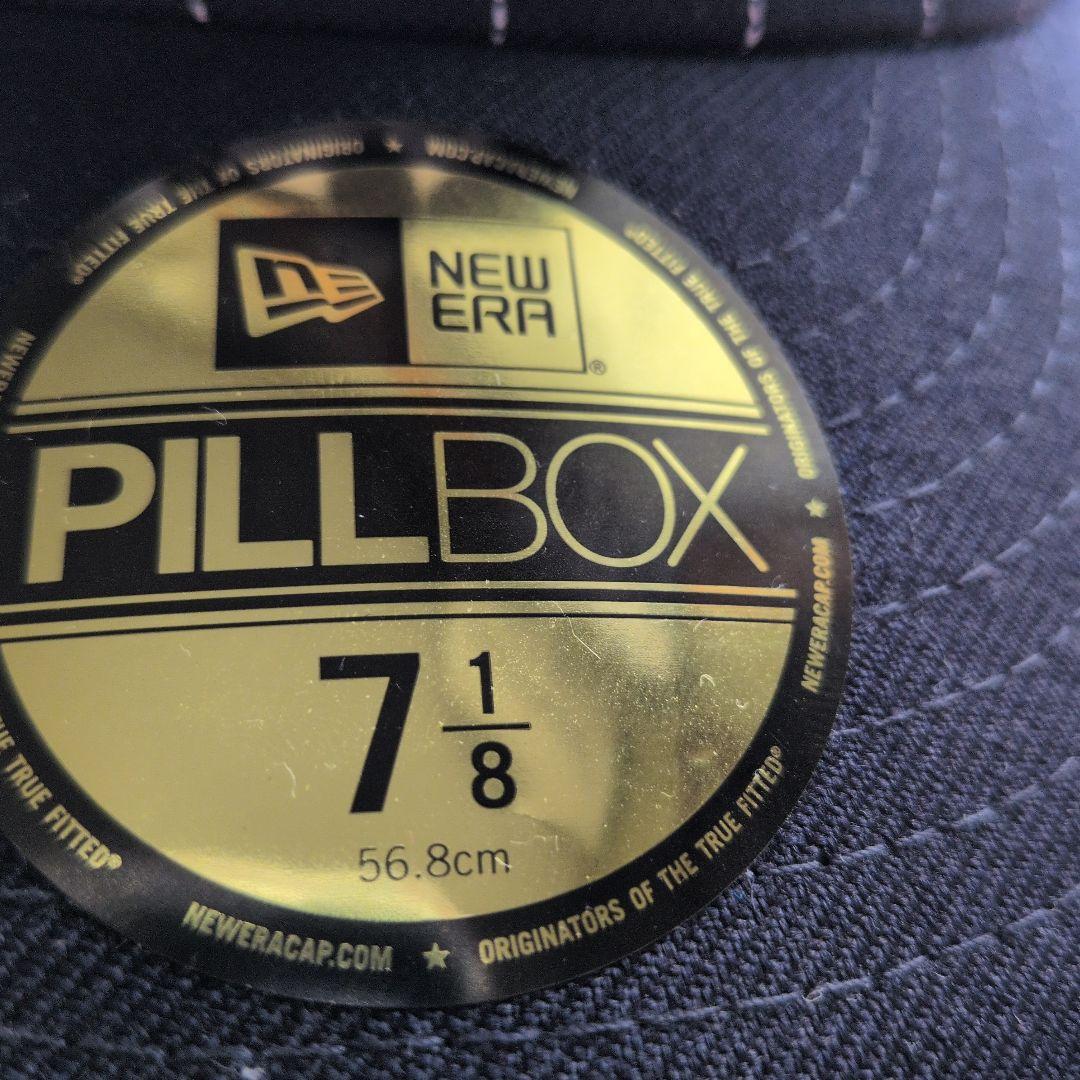 NEW
ERA
®
PILLBOX
7 1/8
56.8cm
NEWERACAP.COM ★ ORIGINATORS OF THE TRUE FITTED®
NEWERACAP.COM ★ ORIGINATORS OF THE TRUE FITTED®
NEWERACAP.COM ★ ORIGINATORS OF THE TRUE FITTED®
THE TRUE FITTED®